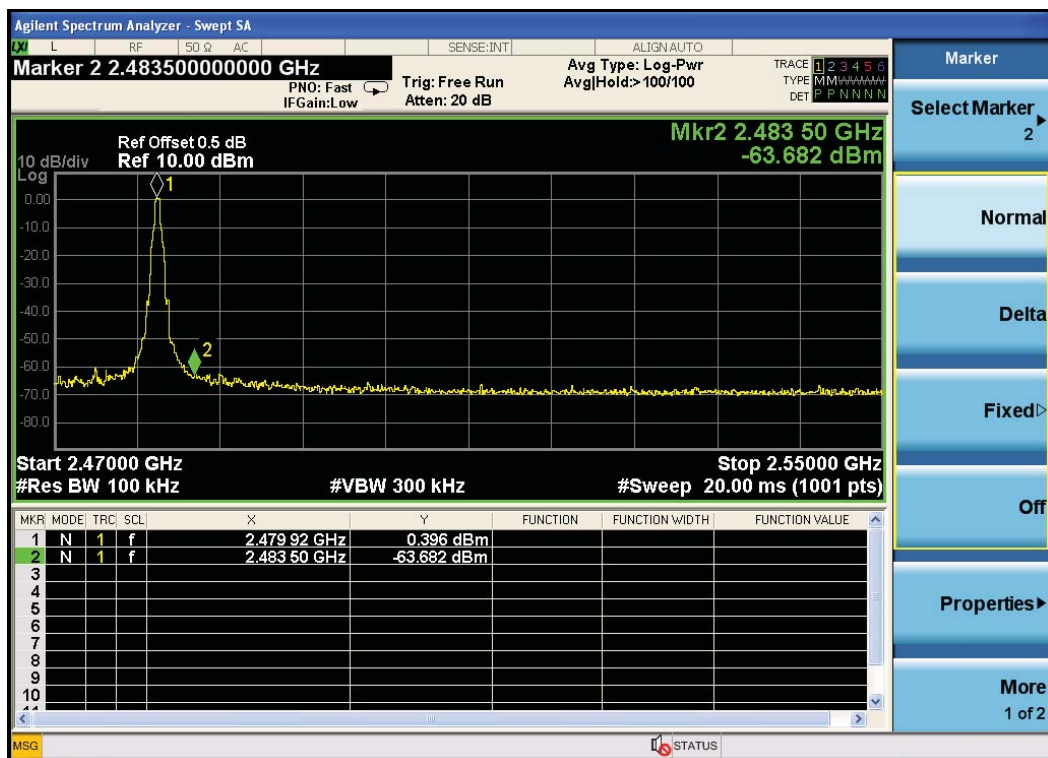 Agilent Spectrum Analyzer - Swept SA
LXI L RF 50 Ω AC SENSE:INT ALIGN AUTO
Marker 2 2.483500000000 GHz
PNO: Fast
IFGain:Low
Trig: Free Run
Atten: 20 dB
Avg Type: Log-Pwr
Avg|Hold:>100/100
TRACE 1 2 3 4 5 6
TYPE MMWWWW
DET P P N N N N
Ref Offset 0.5 dB
10 dB/div Ref 10.00 dBm
Log
Mkr2 2.483 50 GHz
-63.682 dBm
1
2
0.00
-10.0
-20.0
-30.0
-40.0
-50.0
-60.0
-70.0
-80.0
Start 2.47000 GHz Stop 2.55000 GHz
#Res BW 100 kHz #VBW 300 kHz #Sweep 20.00 ms (1001 pts)
MKR MODE TRC SCL X Y FUNCTION FUNCTION WIDTH FUNCTION VALUE
1 N 1 f 2.479 92 GHz 0.396 dBm
2 N 1 f 2.483 50 GHz -63.682 dBm
3
4
5
6
7
8
9
10
MSG STATUS
Marker
Select Marker
2
Normal
Delta
Fixed
Off
Properties
More
1 of 2